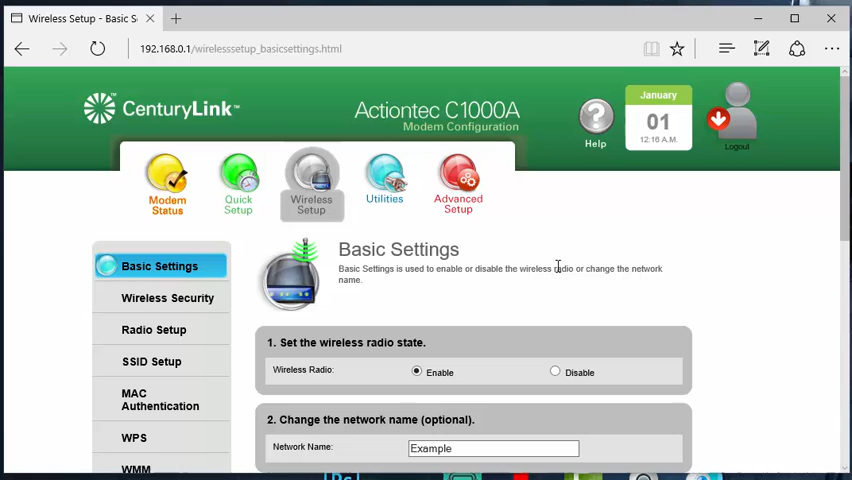 Wireless Setup - Basic S
192.168.0.1/wirelesssetup_basicsettings.html
CenturyLink™
Actiontec C1000A
Modem Configuration
?
Help
January
01
12:16 A.M.
Logout
Modem
Status
Quick
Setup
Wireless
Setup
Utilities
Advanced
Setup
Basic Settings
Wireless Security
Radio Setup
SSID Setup
MAC
Authentication
WPS
WMM
Basic Settings
Basic Settings is used to enable or disable the wireless radio or change the network
name.
1. Set the wireless radio state.
Wireless Radio:
Enable
Disable
2. Change the network name (optional).
Network Name:
Example